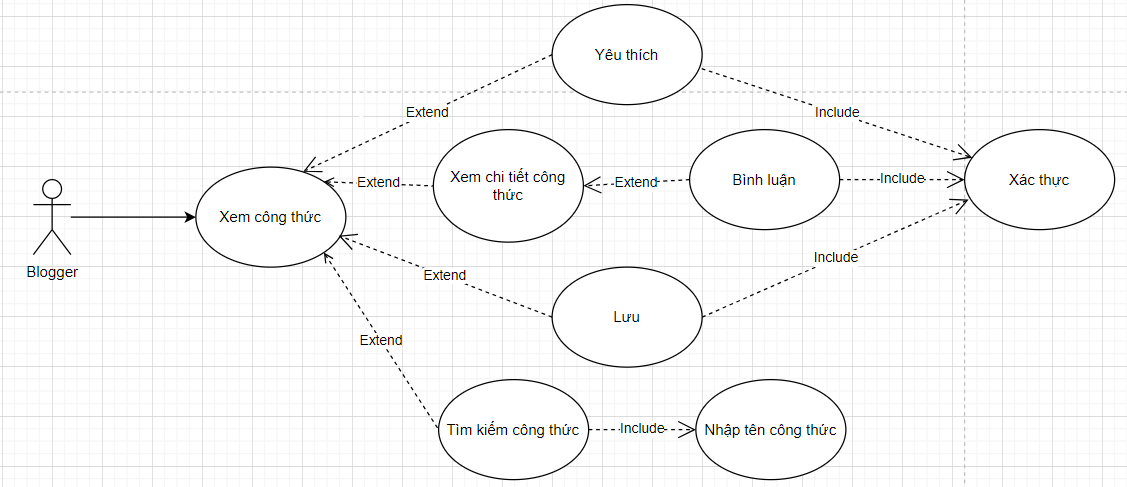 Yêu thích
Extend
Include
Xem chi tiết công
thức
Extend
Extend
Bình luận
Include
Xác thực
Xem công thức
Blogger
Extend
Include
Lưu
Extend
Tìm kiếm công thức
Include
Nhập tên công thức